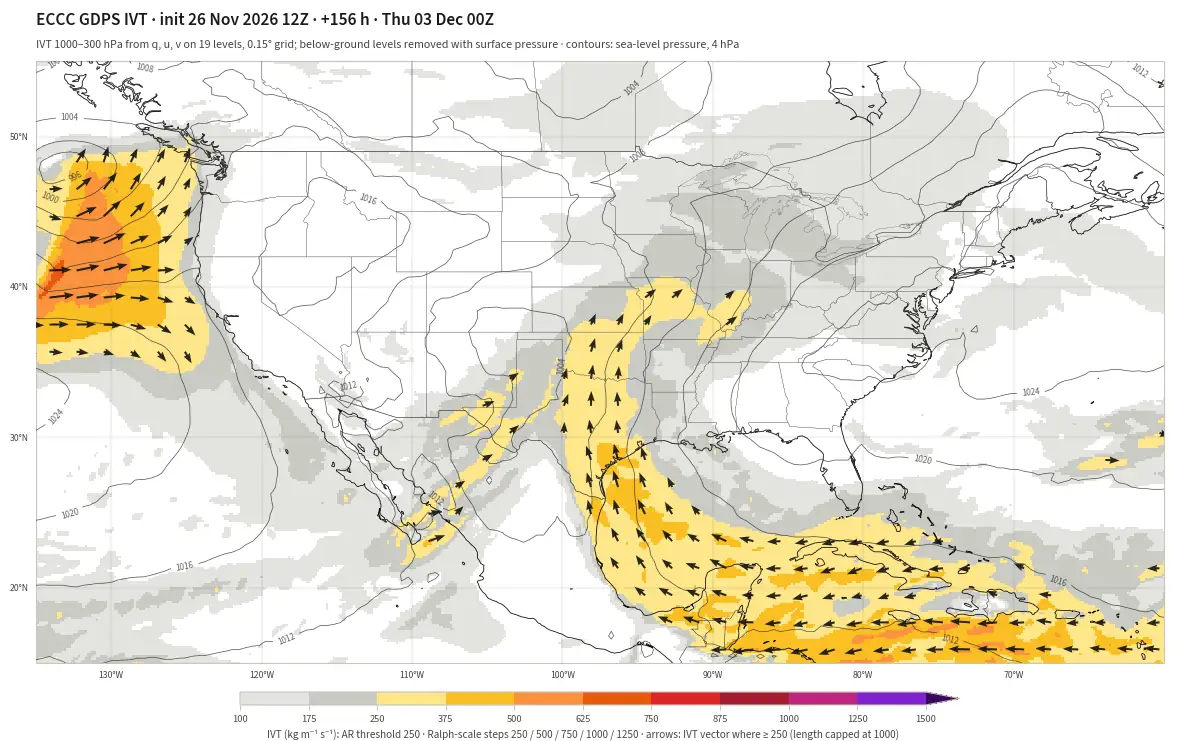 ECCC GDPS IVT · init 26 Nov 2026 12Z · +156 h · Thu 03 Dec 00Z
IVT 1000–300 hPa from q, u, v on 19 levels, 0.15° grid; below-ground levels removed with surface pressure · contours: sea-level pressure, 4 hPa
1008
1004
1012
1004
50°N
1008
996
1000
1016
40°N
1004
1012
1024
1024
30°N
1020
1012
1020
1016
1016
20°N
1012
1012
130°W 120°W 110°W 100°W 90°W 80°W 70°W
100 175 250 375 500 625 750 875 1000 1250 1500
IVT (kg m⁻¹ s⁻¹): AR threshold 250 · Ralph-scale steps 250 / 500 / 750 / 1000 / 1250 · arrows: IVT vector where ≥ 250 (length capped at 1000)